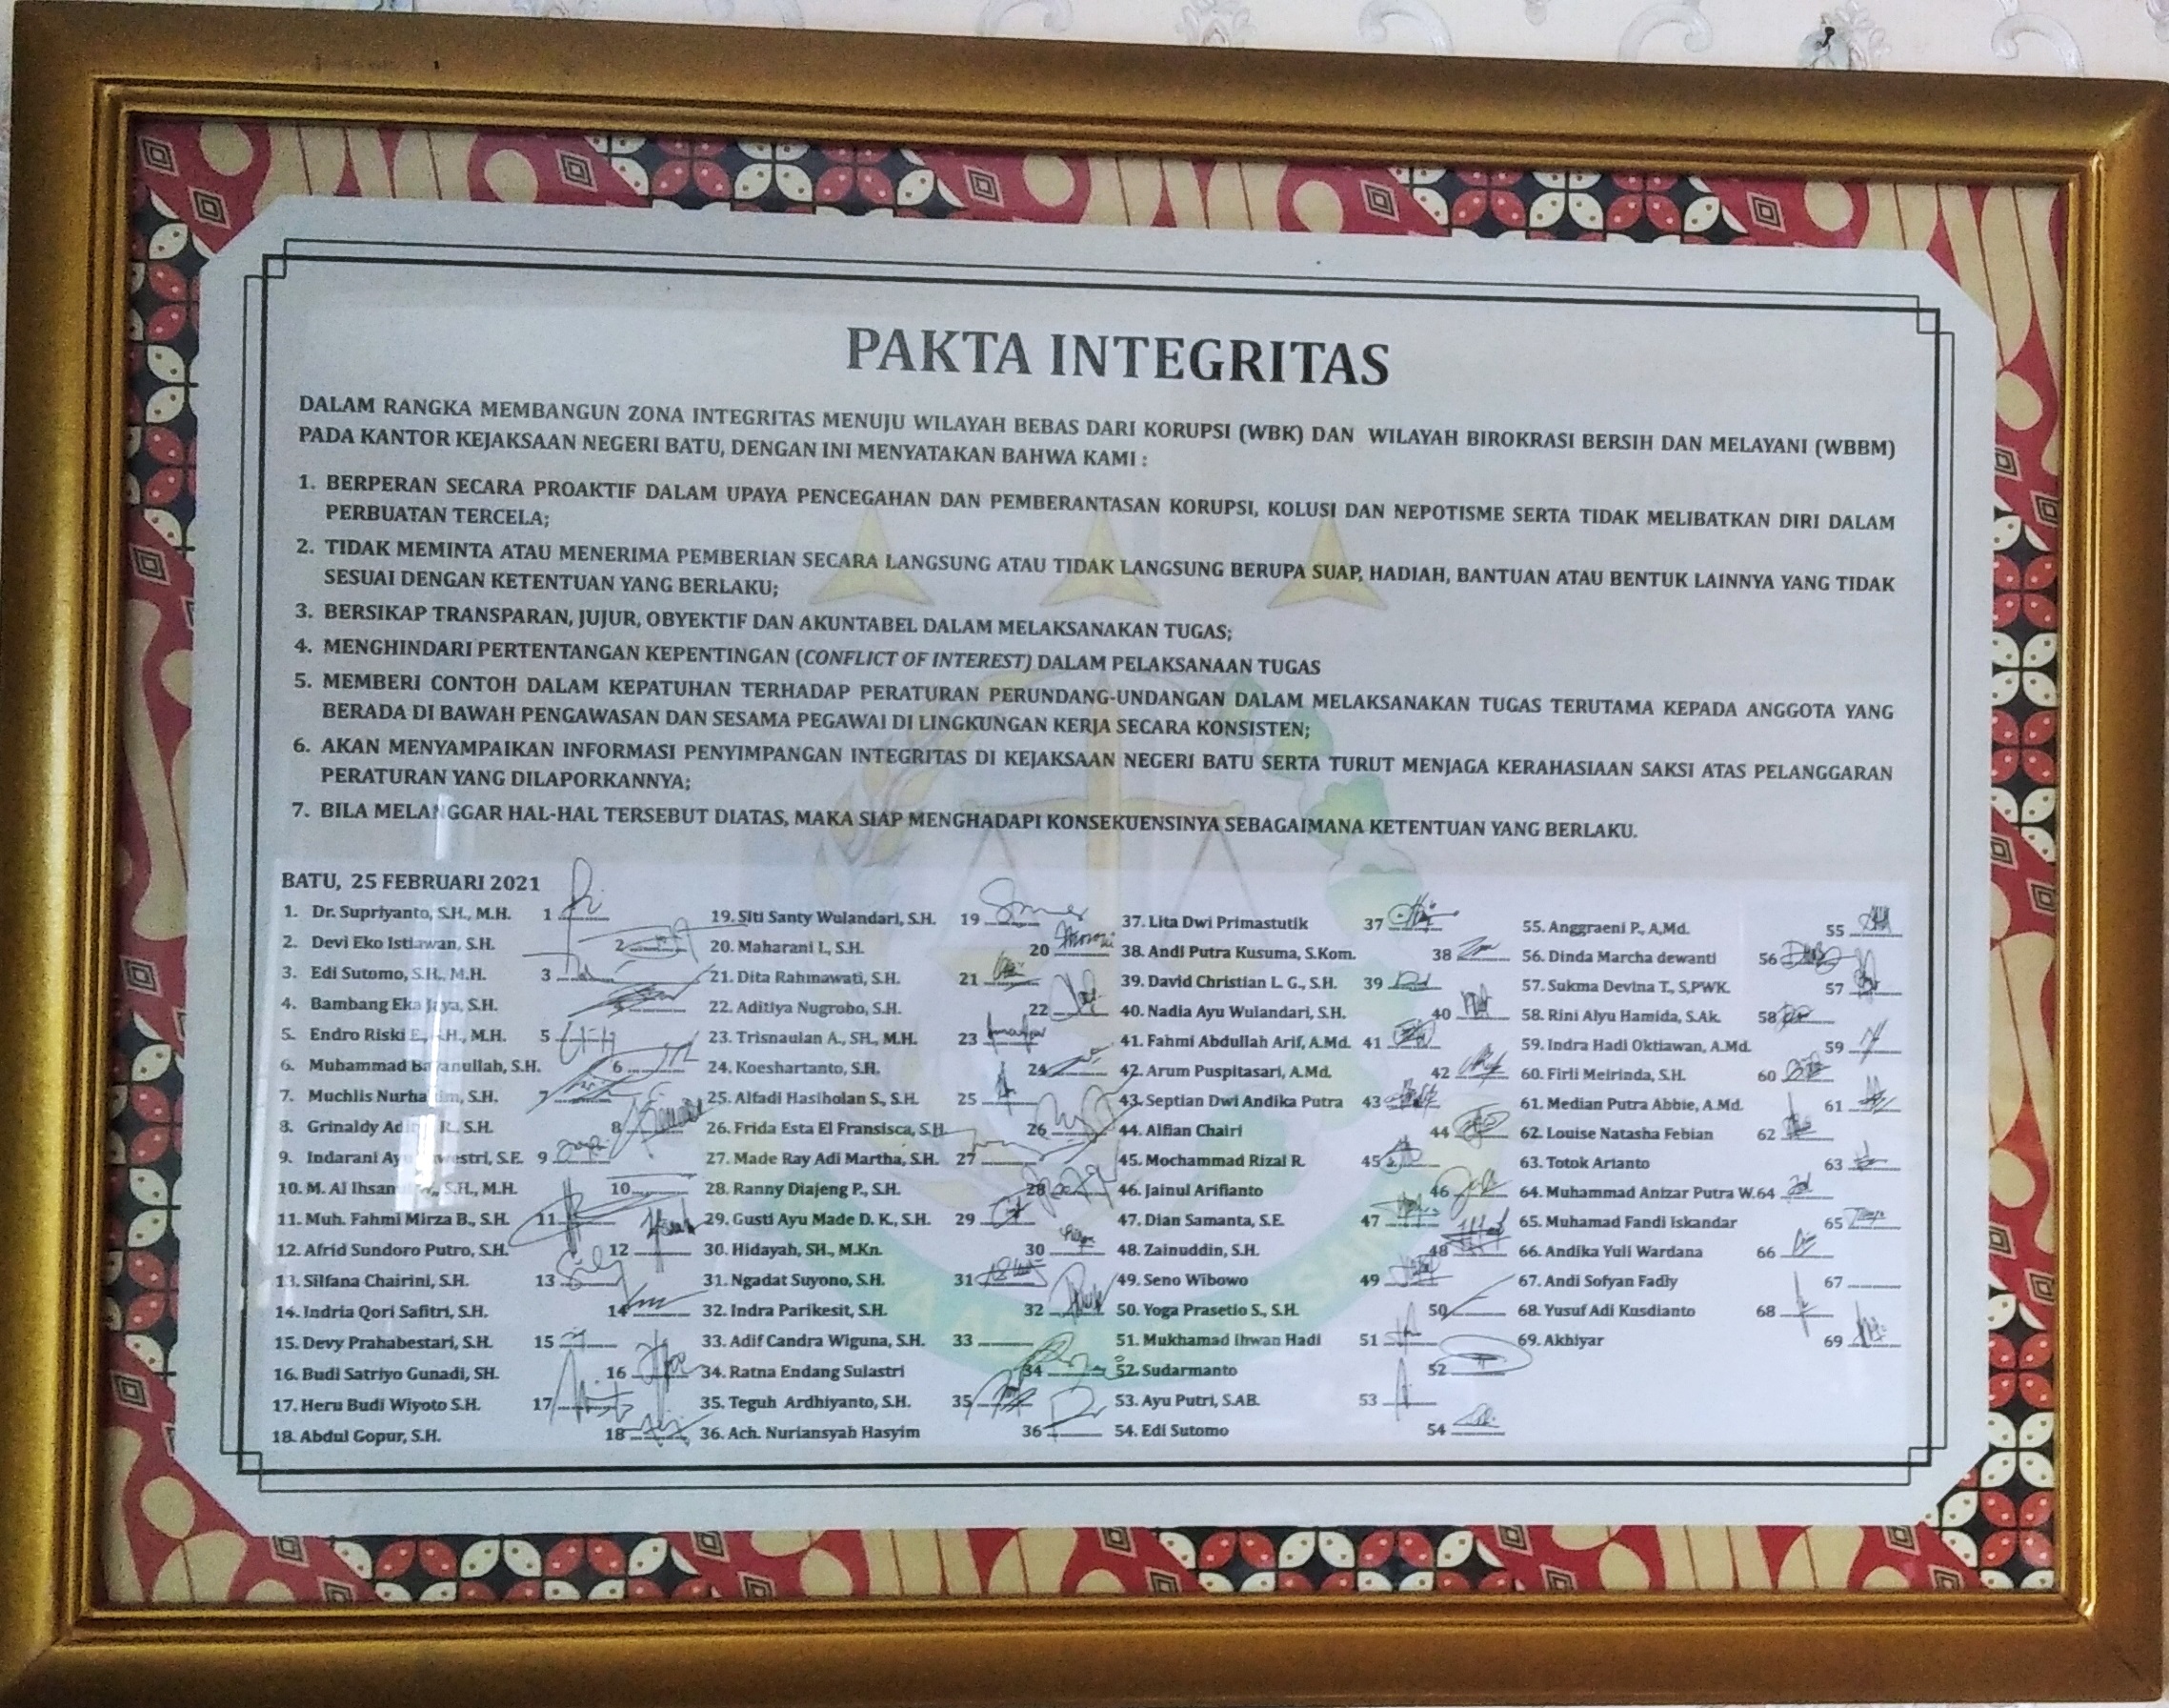 PAKTA INTEGRITAS
DALAM RANGKA MEMBANGUN ZONA INTEGRITAS MENUJU WILAYAH BEBAS DARI KORUPSI (WBK) DAN WILAYAH BIROKRASI BERSIH DAN MELAYANI (WBBM)
PADA KANTOR KEJAKSAAN NEGERI BATU, DENGAN INI MENYATAKAN BAHWA KAMI :
1. BERPERAN SECARA PROAKTIF DALAM UPAYA PENCEGAHAN DAN PEMBERANTASAN KORUPSI, KOLUSI DAN NEPOTISME SERTA TIDAK MELIBATKAN DIRI DALAM
PERBUATAN TERCELA;
2. TIDAK MEMINTA ATAU MENERIMA PEMBERIAN SECARA LANGSUNG ATAU TIDAK LANGSUNG BERUPA SUAP, HADIAH, BANTUAN ATAU BENTUK LAINNYA YANG TIDAK
SESUAI DENGAN KETENTUAN YANG BERLAKU;
3. BERSIKAP TRANSPARAN, JUJUR, OBYEKTIF DAN AKUNTABEL DALAM MELAKSANAKAN TUGAS;
4. MENGHINDARI PERTENTANGAN KEPENTINGAN (CONFLICT OF INTEREST) DALAM PELAKSANAAN TUGAS
5. MEMBERI CONTOH DALAM KEPATUHAN TERHADAP PERATURAN PERUNDANG-UNDANGAN DALAM MELAKSANAKAN TUGAS TERUTAMA KEPADA ANGGOTA YANG
BERADA DI BAWAH PENGAWASAN DAN SESAMA PEGAWAI DI LINGKUNGAN KERJA SECARA KONSISTEN;
6. AKAN MENYAMPAIKAN INFORMASI PENYIMPANGAN INTEGRITAS DI KEJAKSAAN NEGERI BATU SERTA TURUT MENJAGA KERAHASIAAN SAKSI ATAS PELANGGARAN
PERATURAN YANG DILAPORKANNYA;
7. BILA MELANGGAR HAL-HAL TERSEBUT DIATAS, MAKA SIAP MENGHADAPI KONSEKUENSINYA SEBAGAIMANA KETENTUAN YANG BERLAKU.
BATU, 25 FEBRUARI 2021
1. Dr. Supriyanto, S.H., M.H. 1
2. Devi Eko Istiawan, S.H. 2
3. Edi Sutomo, S.H., M.H. 3
4. Bambang Eka Jaya, S.H. 4
5. Endro Riski M.H. 5
6. Muhammad S.H. 6
7. Muchlis S.H. 7
8. Grinaldy S.H. 8
9. Indarani S.E. 9
10. M. Al S.H., M.H. 10
11. Muh. Fahmi Mirza B., S.H. 11
12. Afrid Sundoro Putro, S.H. 12
13. Silfana Chairini, S.H. 13
14. Indria Qori Safitri, S.H. 14
15. Devy Prahabestari, S.H. 15
16. Budi Satriyo Gunadi, SH. 16
17. Heru Budi Wiyoto S.H. 17
18. Abdul Gopur, S.H. 18
19. Siti Santy Wulandari, S.H. 19
20. Maharani I., S.H. 20
21. Dita Rahmawati, S.H. 21
22. Aditiya Nugroho, S.H. 22
23. Trisnaulan A., SH., M.H. 23
24. Koeshartanto, S.H. 24
25. Alfadi Hasiholan S., S.H. 25
26. Frida Esta El Fransisca, S.H. 26
27. Made Ray Adi Martha, S.H. 27
28. Ranny Diajeng P., S.H. 28
29. Gusti Ayu Made D. K., S.H. 29
30. Hidayah, SH., M.Kn. 30
31. Ngadat Suyono, S.H. 31
32. Indra Parikesit, S.H. 32
33. Adif Candra Wiguna, S.H. 33
34. Ratna Endang Sulastri 34
35. Teguh Ardhiyanto, S.H. 35
36. Ach. Nuriansyah Hasyim 36
37. Lita Dwi Primastutik 37
38. Andi Putra Kusuma, S.Kom. 38
39. David Christian L. G., S.H. 39
40. Nadia Ayu Wulandari, S.H. 40
41. Fahmi Abdullah Arif, A.Md. 41
42. Arum Puspitasari, A.Md. 42
43. Septian Dwi Andika Putra 43
44. Alfian Chairi 44
45. Mochammad Rizal R. 45
46. Jainul Arifianto 46
47. Dian Samanta, S.E. 47
48. Zainuddin, S.H. 48
49. Seno Wibowo 49
50. Yoga Prasetio S., S.H. 50
51. Mukhamad Ihwan Hadi 51
52. Sudarmanto 52
53. Ayu Putri, S.AB. 53
54. Edi Sutomo 54
55. Anggraeni P., A,Md. 55
56. Dinda Marcha dewanti 56
57. Sukma Devina T., S,PWK. 57
58. Rini Alyu Hamida, S.Ak. 58
59. Indra Hadi Oktiawan, A.Md. 59
60. Firli Meirinda, S.H. 60
61. Median Putra Abbie, A.Md. 61
62. Louise Natasha Febian 62
63. Totok Arianto 63
64. Muhammad Anizar Putra W. 64
65. Muhamad Fandi Iskandar 65
66. Andika Yuli Wardana 66
67. Andi Sofyan Fadly 67
68. Yusuf Adi Kusdianto 68
69. Akhiyar 69